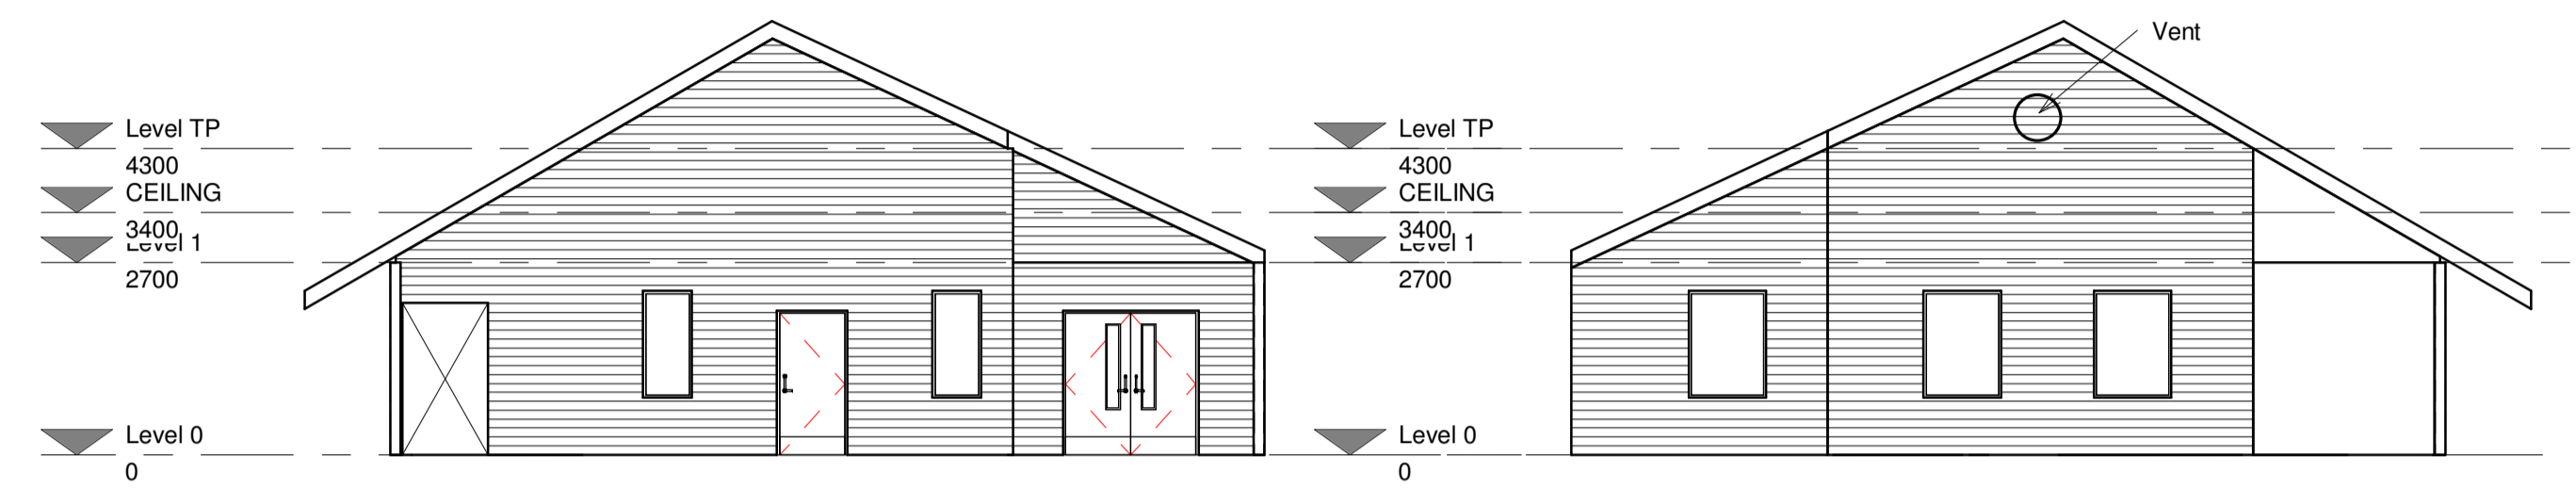 Vent
Level TP
4300
CEILING
3400
Level 1
2700
Level 0
0
Level TP
4300
CEILING
3400
Level 1
2700
Level 0
0